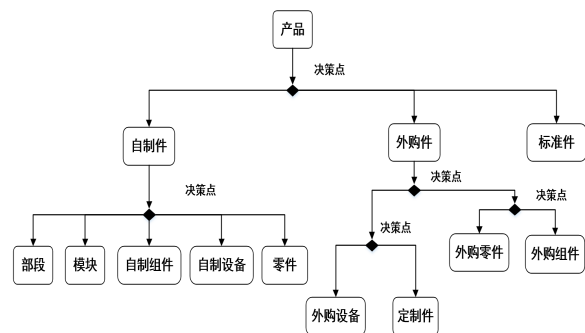 产品
决策点
自制件
外购件
标准件
决策点
决策点
决策点
决策点
部段
模块
自制组件
自制设备
零件
外购零件
外购组件
外购设备
定制件